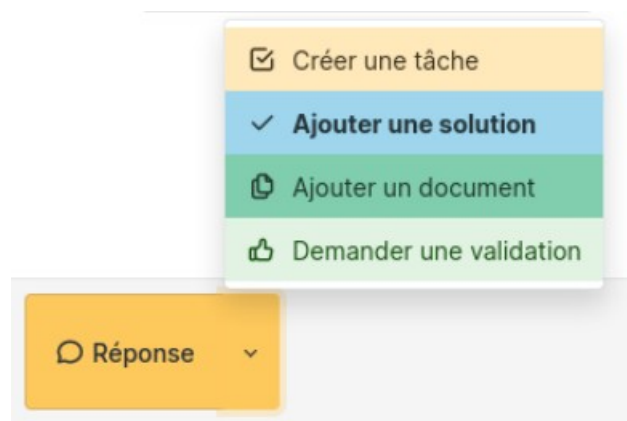 Créer une tâche
Ajouter une solution
Ajouter un document
Demander une validation
Réponse